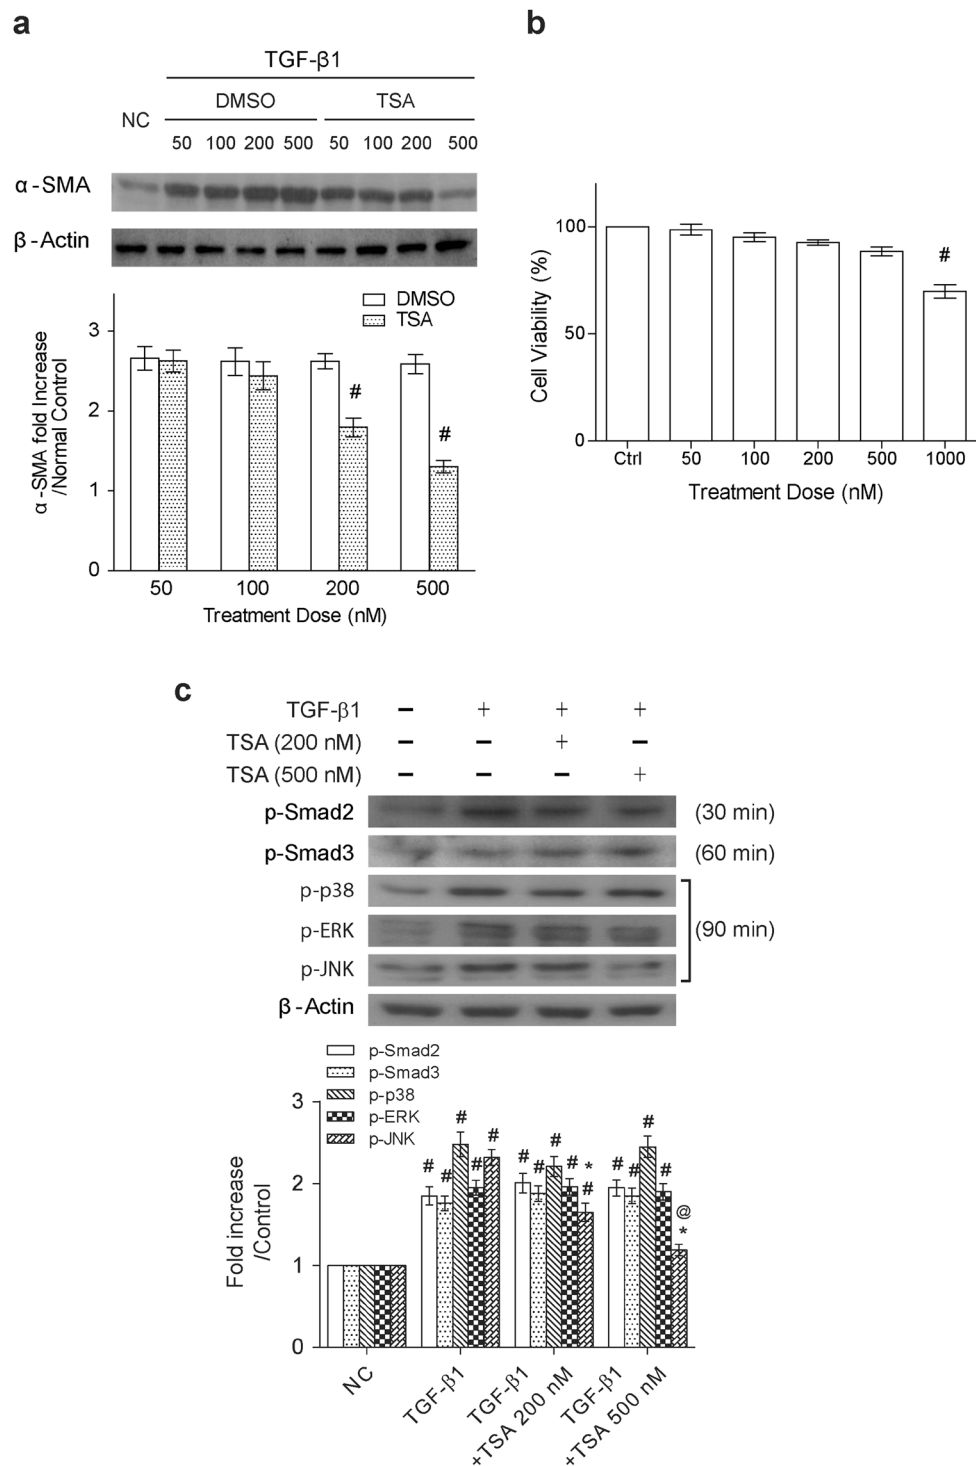 a
TGF-β1
DMSO TSA
NC
50 100 200 500 50 100 200 500
α-SMA
β-Actin
DMSO
TSA
α-SMA fold Increase
/Normal Control
3
2
1
0
#
#
50 100 200 500
Treatment Dose (nM)
b
Cell Viability (%)
100
50
0
#
Ctrl 50 100 200 500 1000
Treatment Dose (nM)
c
TGF-β1 − + + +
TSA (200 nM) − − + −
TSA (500 nM) − − − +
p-Smad2 (30 min)
p-Smad3 (60 min)
p-p38
p-ERK (90 min)
p-JNK
β-Actin
p-Smad2
p-Smad3
p-p38
p-ERK
p-JNK
Fold increase
/Control
3
2
1
0
# # # # #
# # # # * #
# # # # @ *
NC
TGF-β1
TGF-β1
+TSA 200 nM
TGF-β1
+TSA 500 nM